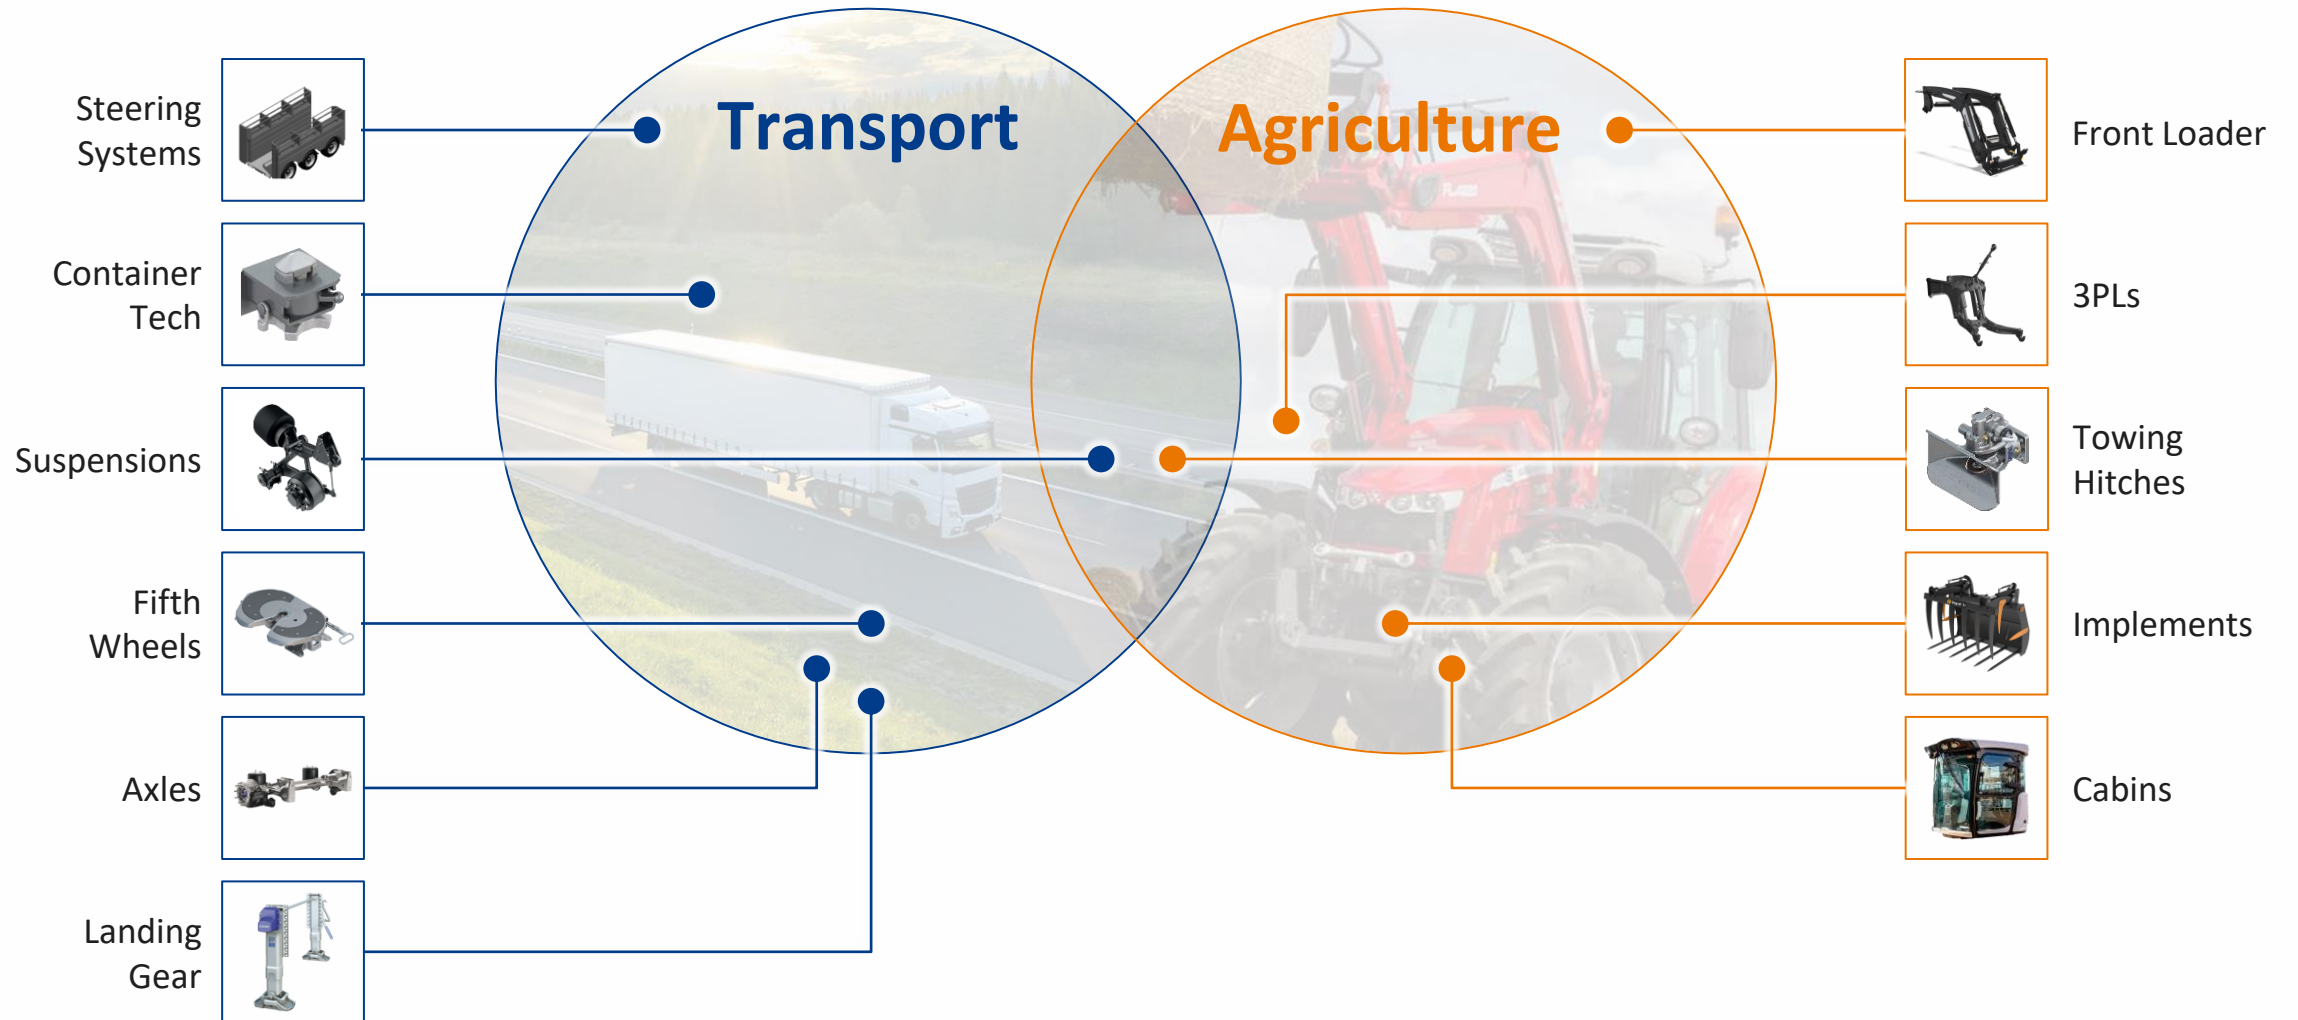 Transport
Agriculture
Steering
Systems
Container
Tech
Suspensions
Fifth
Wheels
Axles
Landing
Gear
Front Loader
3PLs
Towing
Hitches
Implements
Cabins